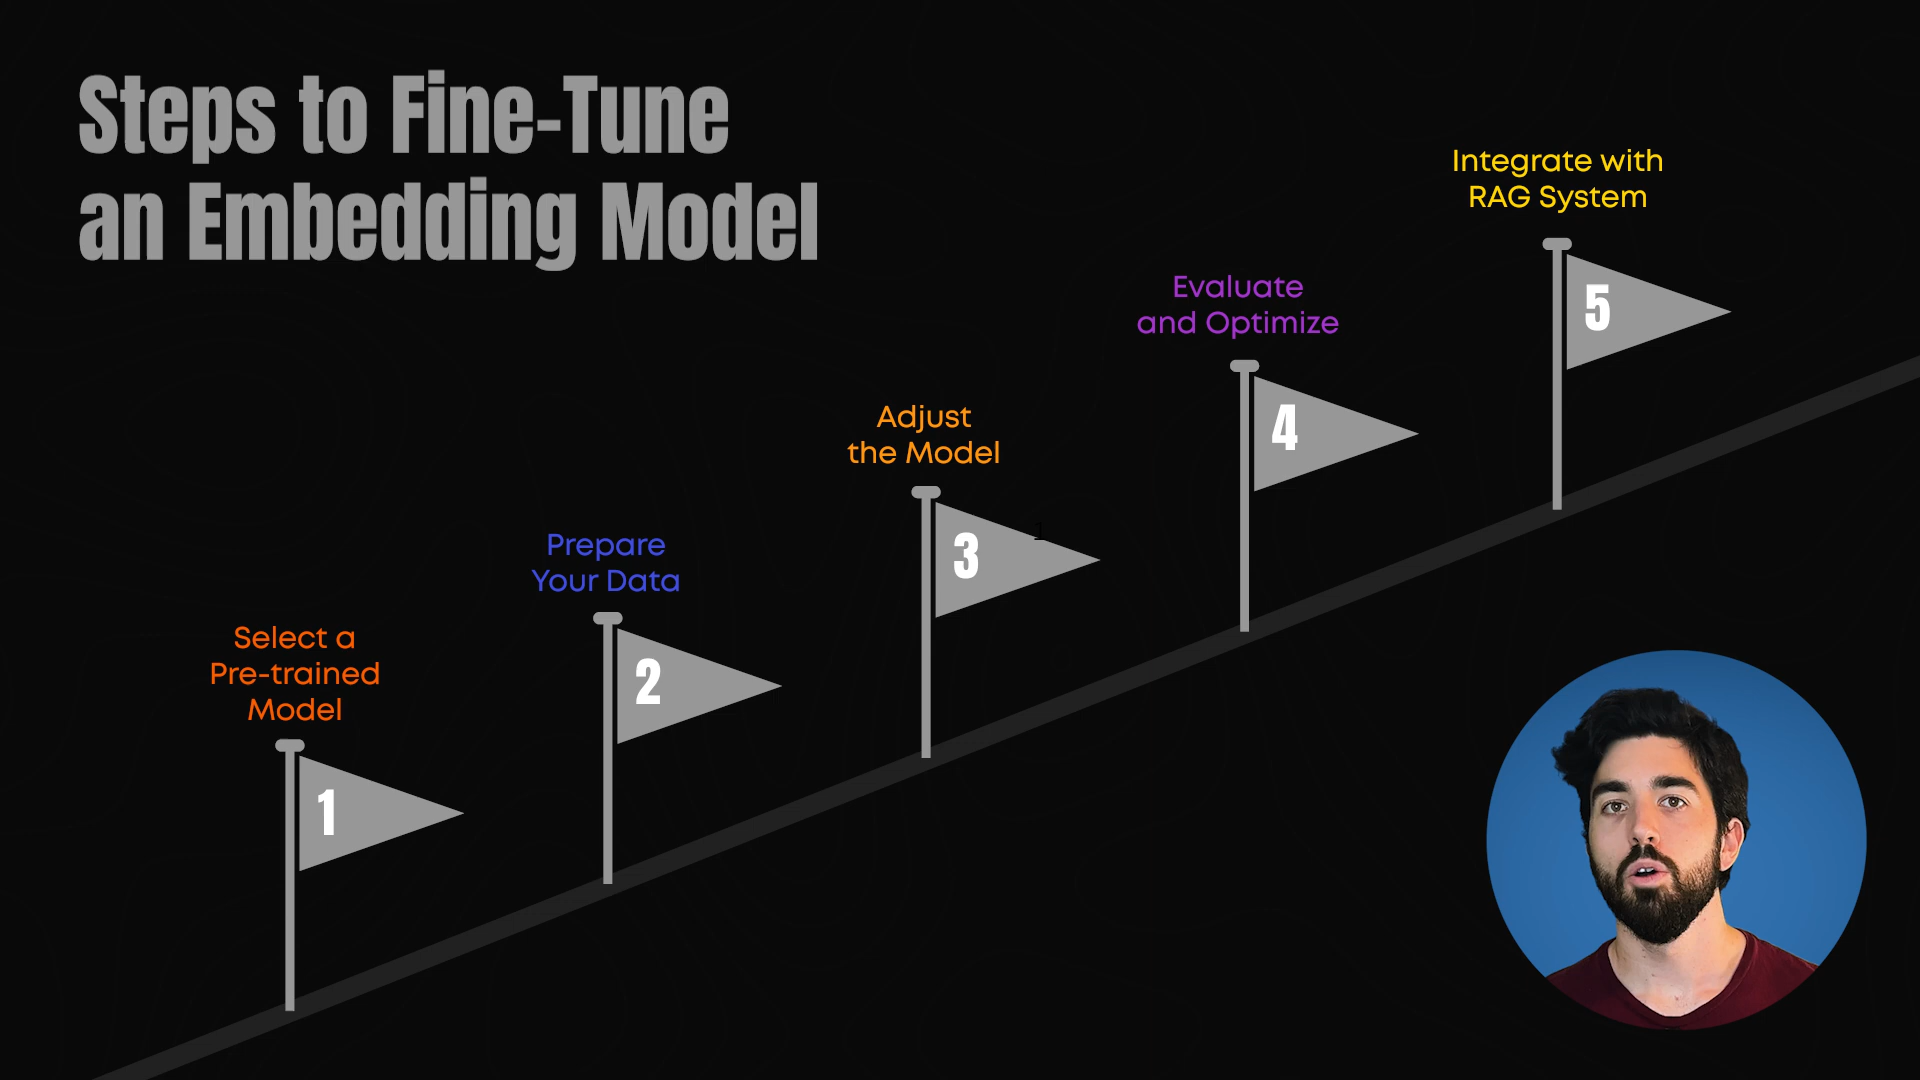 Steps to Fine-Tune
an Embedding Model
Select a
Pre-trained
Model
1
Prepare
Your Data
2
Adjust
the Model
3
1
Evaluate
and Optimize
4
Integrate with
RAG System
5